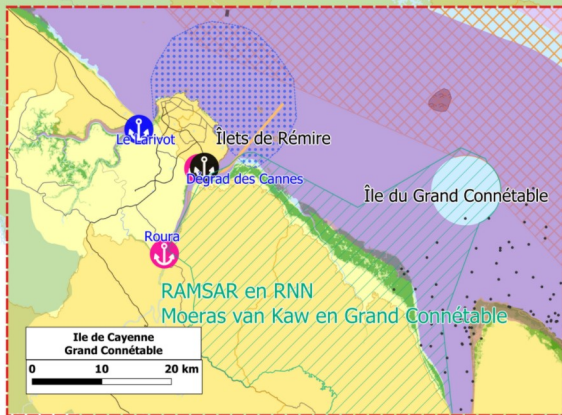 Le Larivot
Îlets de Rémire
Dégrad des Cannes
Île du Grand Connétable
Roura
RAMSAR en RNN
Moeras van Kaw en Grand Connétable
Ile de Cayenne
Grand Connétable
0 10 20 km